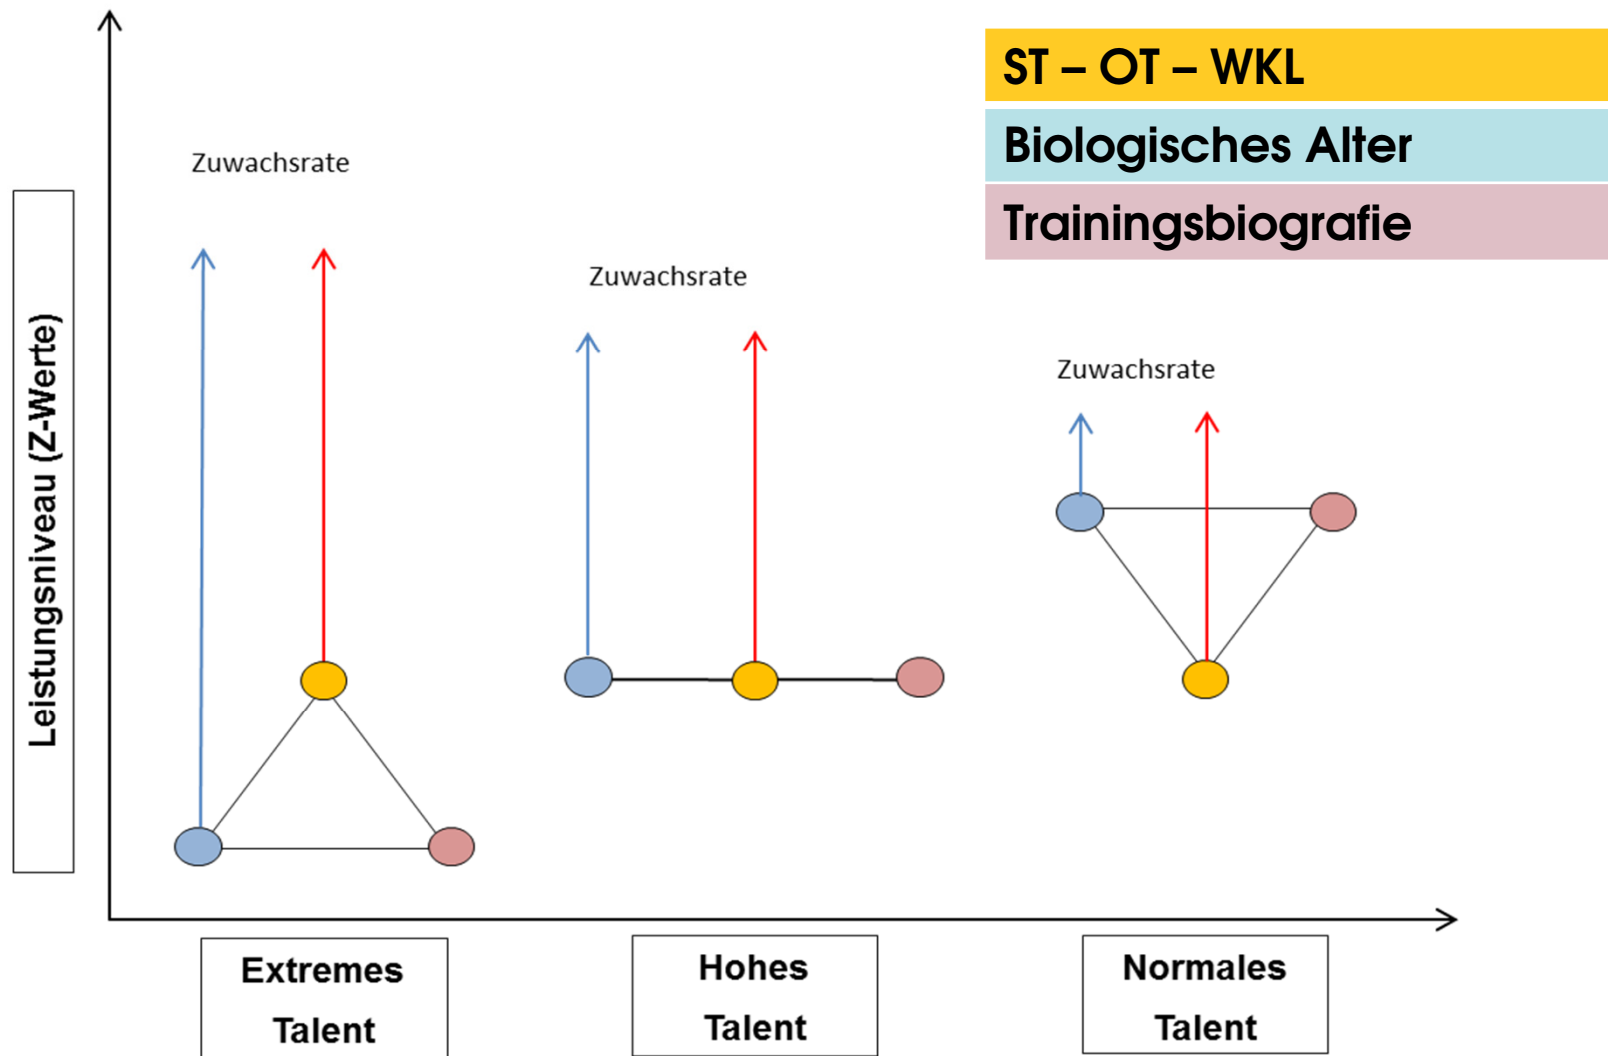 ST – OT – WKL
Biologisches Alter
Trainingsbiografie
Zuwachsrate
Zuwachsrate
Zuwachsrate
Leistungsniveau (Z-Werte)
Extremes
Talent
Hohes
Talent
Normales
Talent